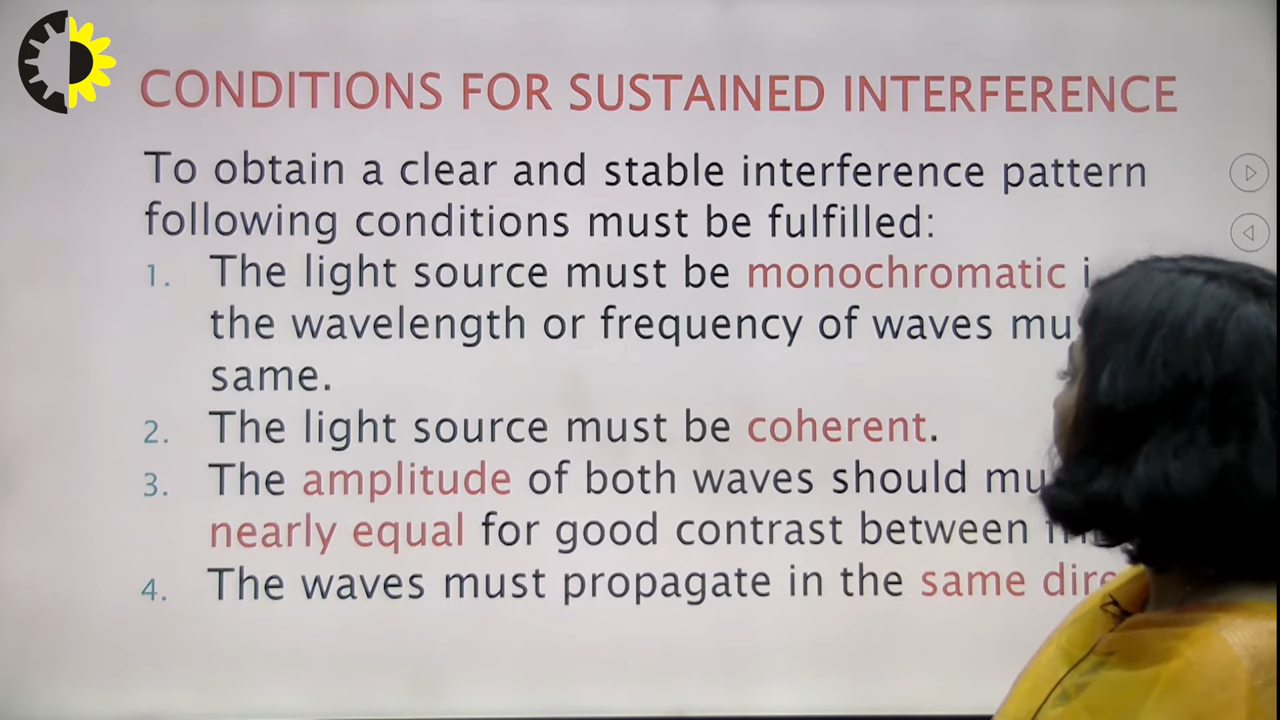 CONDITIONS FOR SUSTAINED INTERFERENCE
To obtain a clear and stable interference pattern
following conditions must be fulfilled:
1. The light source must be monochromatic
the wavelength or frequency of waves
same.
2. The light source must be coherent.
3. The amplitude of both waves should
nearly equal for good contrast between
4. The waves must propagate in the same